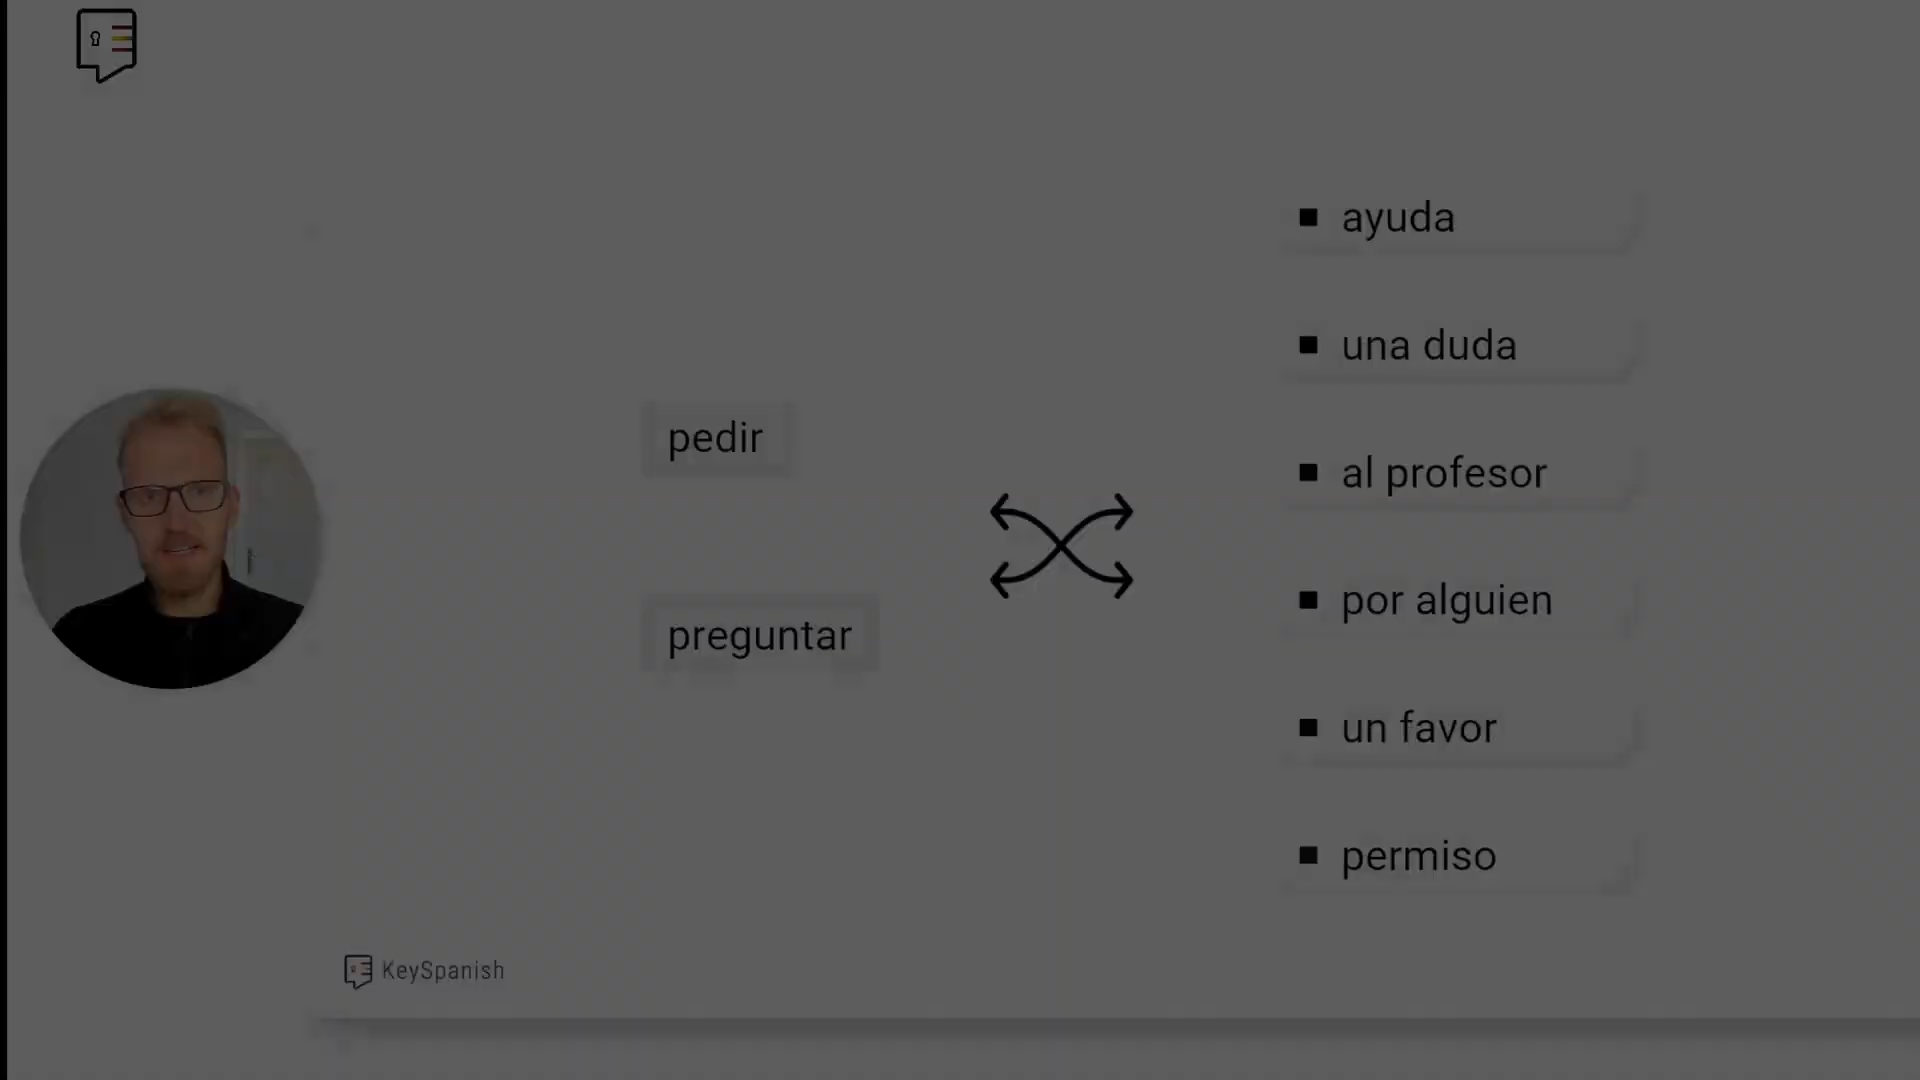 pedir
preguntar
ayuda
una duda
al profesor
por alguien
un favor
permiso
KeySpanish